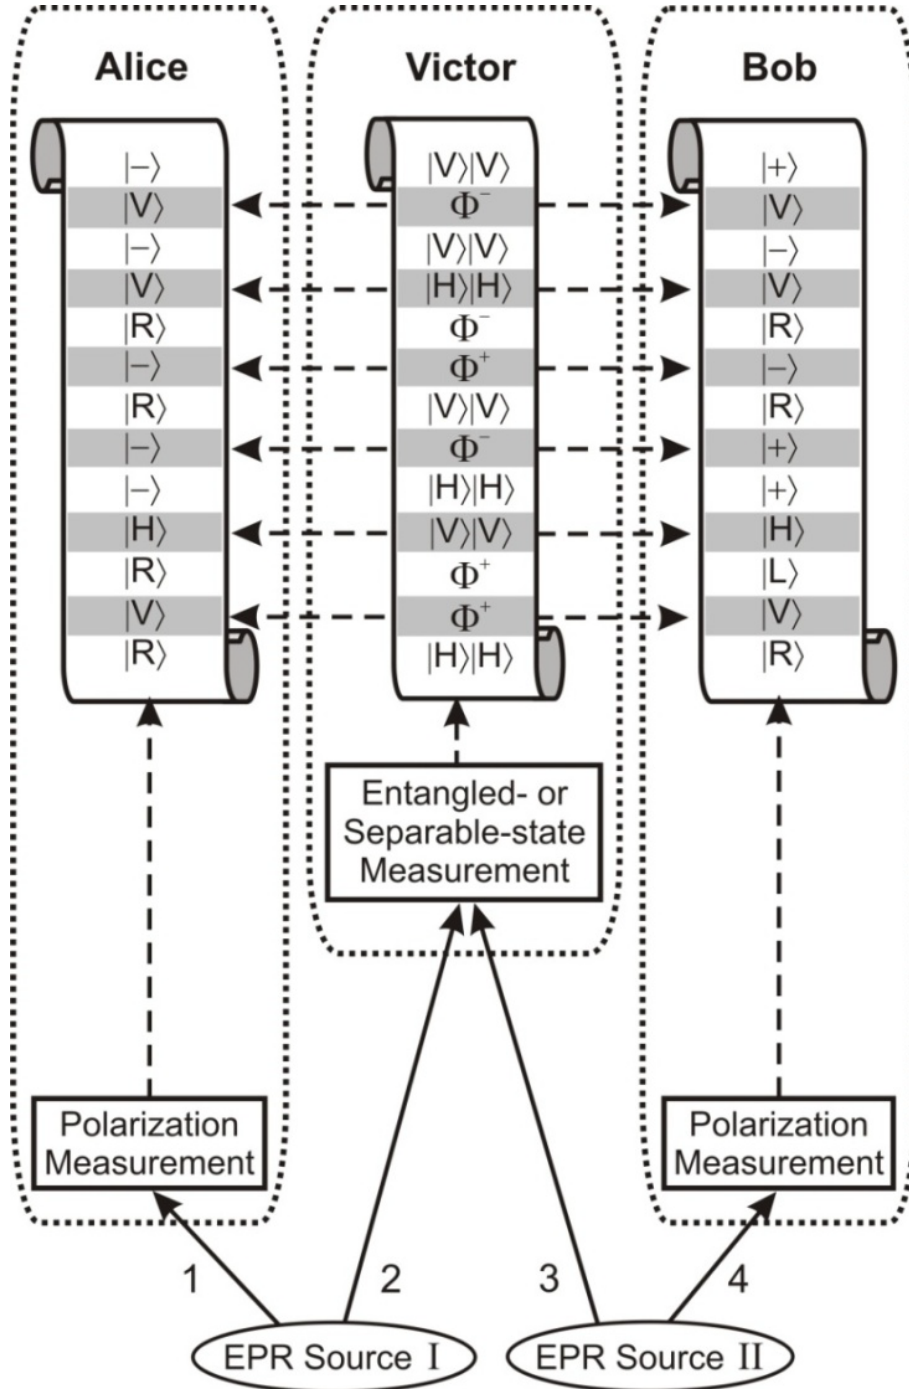 Alice
Victor
Bob
|−⟩
|V⟩
|−⟩
|V⟩
|R⟩
|−⟩
|R⟩
|−⟩
|−⟩
|H⟩
|R⟩
|V⟩
|R⟩
|V⟩|V⟩
Φ⁻
|V⟩|V⟩
|H⟩|H⟩
Φ⁻
Φ⁺
|V⟩|V⟩
Φ⁻
|H⟩|H⟩
|V⟩|V⟩
Φ⁺
Φ⁺
|H⟩|H⟩
|+⟩
|V⟩
|−⟩
|V⟩
|R⟩
|−⟩
|R⟩
|+⟩
|+⟩
|H⟩
|L⟩
|V⟩
|R⟩
Entangled- or
Separable-state
Measurement
Polarization
Measurement
Polarization
Measurement
1
2
3
4
EPR Source I
EPR Source II